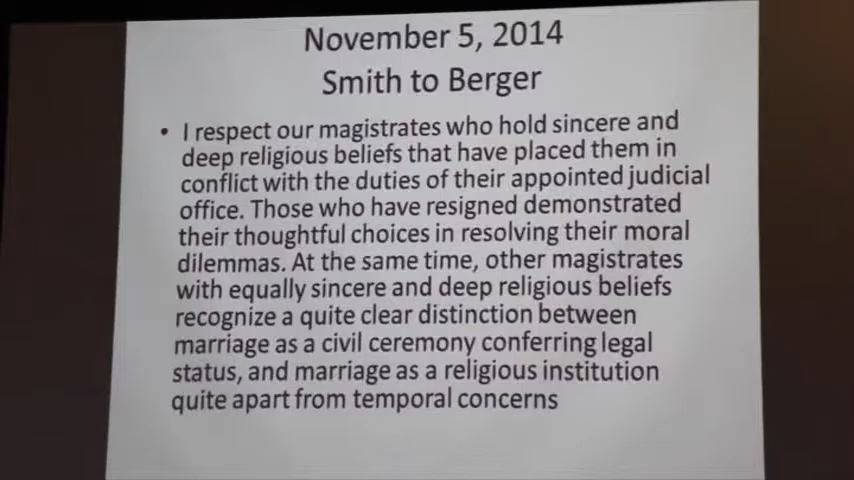 November 5, 2014
Smith to Berger
• I respect our magistrates who hold sincere and
deep religious beliefs that have placed them in
conflict with the duties of their appointed judicial
office. Those who have resigned demonstrated
their thoughtful choices in resolving their moral
dilemmas. At the same time, other magistrates
with equally sincere and deep religious beliefs
recognize a quite clear distinction between
marriage as a civil ceremony conferring legal
status, and marriage as a religious institution
quite apart from temporal concerns